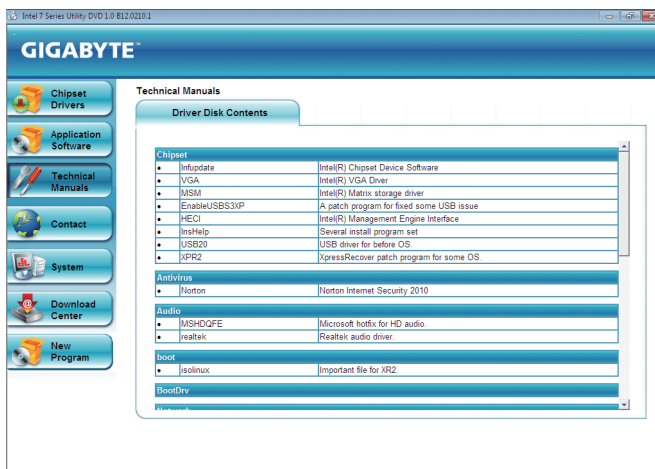 Intel 7 Series Utility DVD 1.0 B12.0210.1
GIGABYTE™
Chipset
Drivers
Application
Software
Technical
Manuals
Contact
System
Download
Center
New
Program
Technical Manuals
Driver Disk Contents
Chipset
• Infupdate Intel(R) Chipset Device Software
• VGA Intel(R) VGA Drver
• MSM Intel(R) Matrix storage driver
• EnableUSBS3XP A patch program for fixed some USB issue
• HECI Intel(R) Management Engine Interface
• InsHelp Several install program set
• USB20 USB driver for before OS.
• XPR2 XpressRecover patch program for some OS.
Antivirus
• Norton Norton Internet Security 2010
Audio
• MSHDQFE Microsoft hotfix for HD audio.
• realtek Realtek audio driver.
boot
• isolinux Important file for XR2.
BootDrv
Network